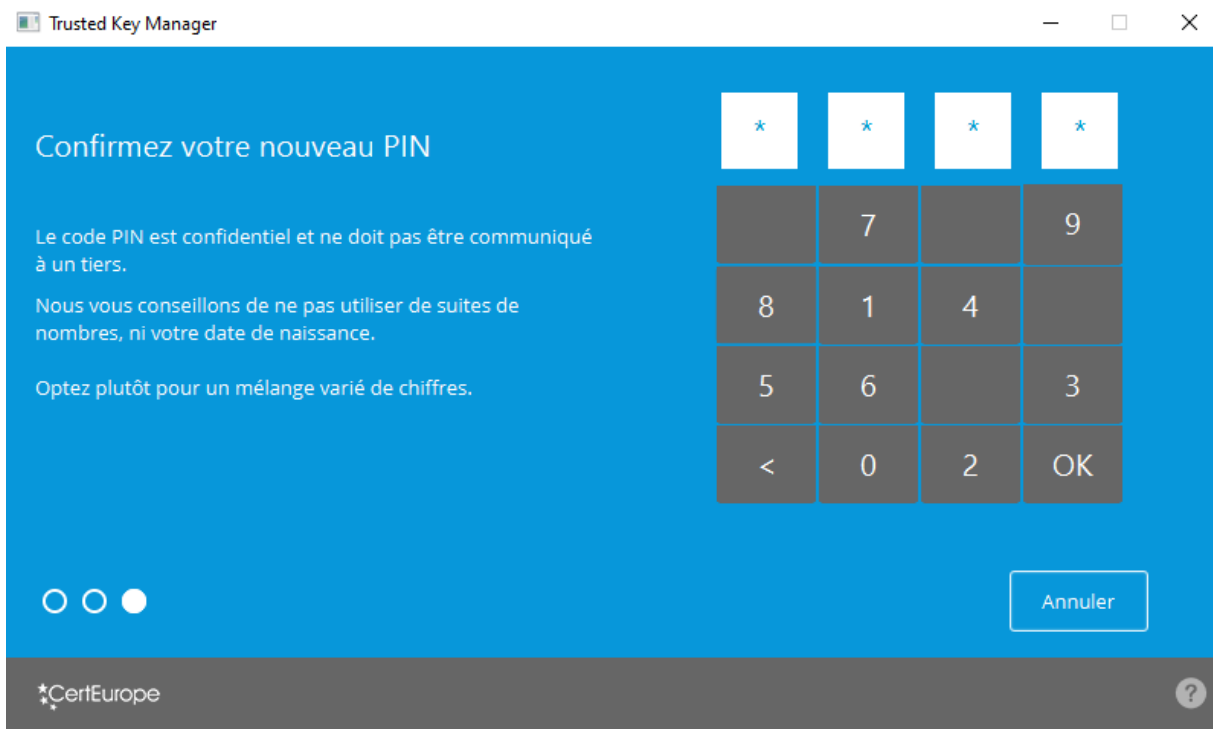 Trusted Key Manager
Confirmez votre nouveau PIN
* * * *
Le code PIN est confidentiel et ne doit pas être communiqué
à un tiers.
Nous vous conseillons de ne pas utiliser de suites de
nombres, ni votre date de naissance.
Optez plutôt pour un mélange varié de chiffres.
7 9
8 1 4
5 6 3
< 0 2 OK
Annuler
CertEurope
?